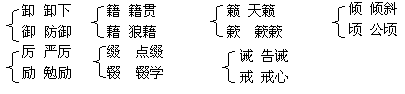 卸 卸下 籍 籍贯 籁 天籁 倾 倾斜
御 防御 藉 狼藉 簌 簌簌 顷 公顷
厉 严厉 缀 点缀 诫 告诫
励 勉励 辍 辍学 戒 戒心